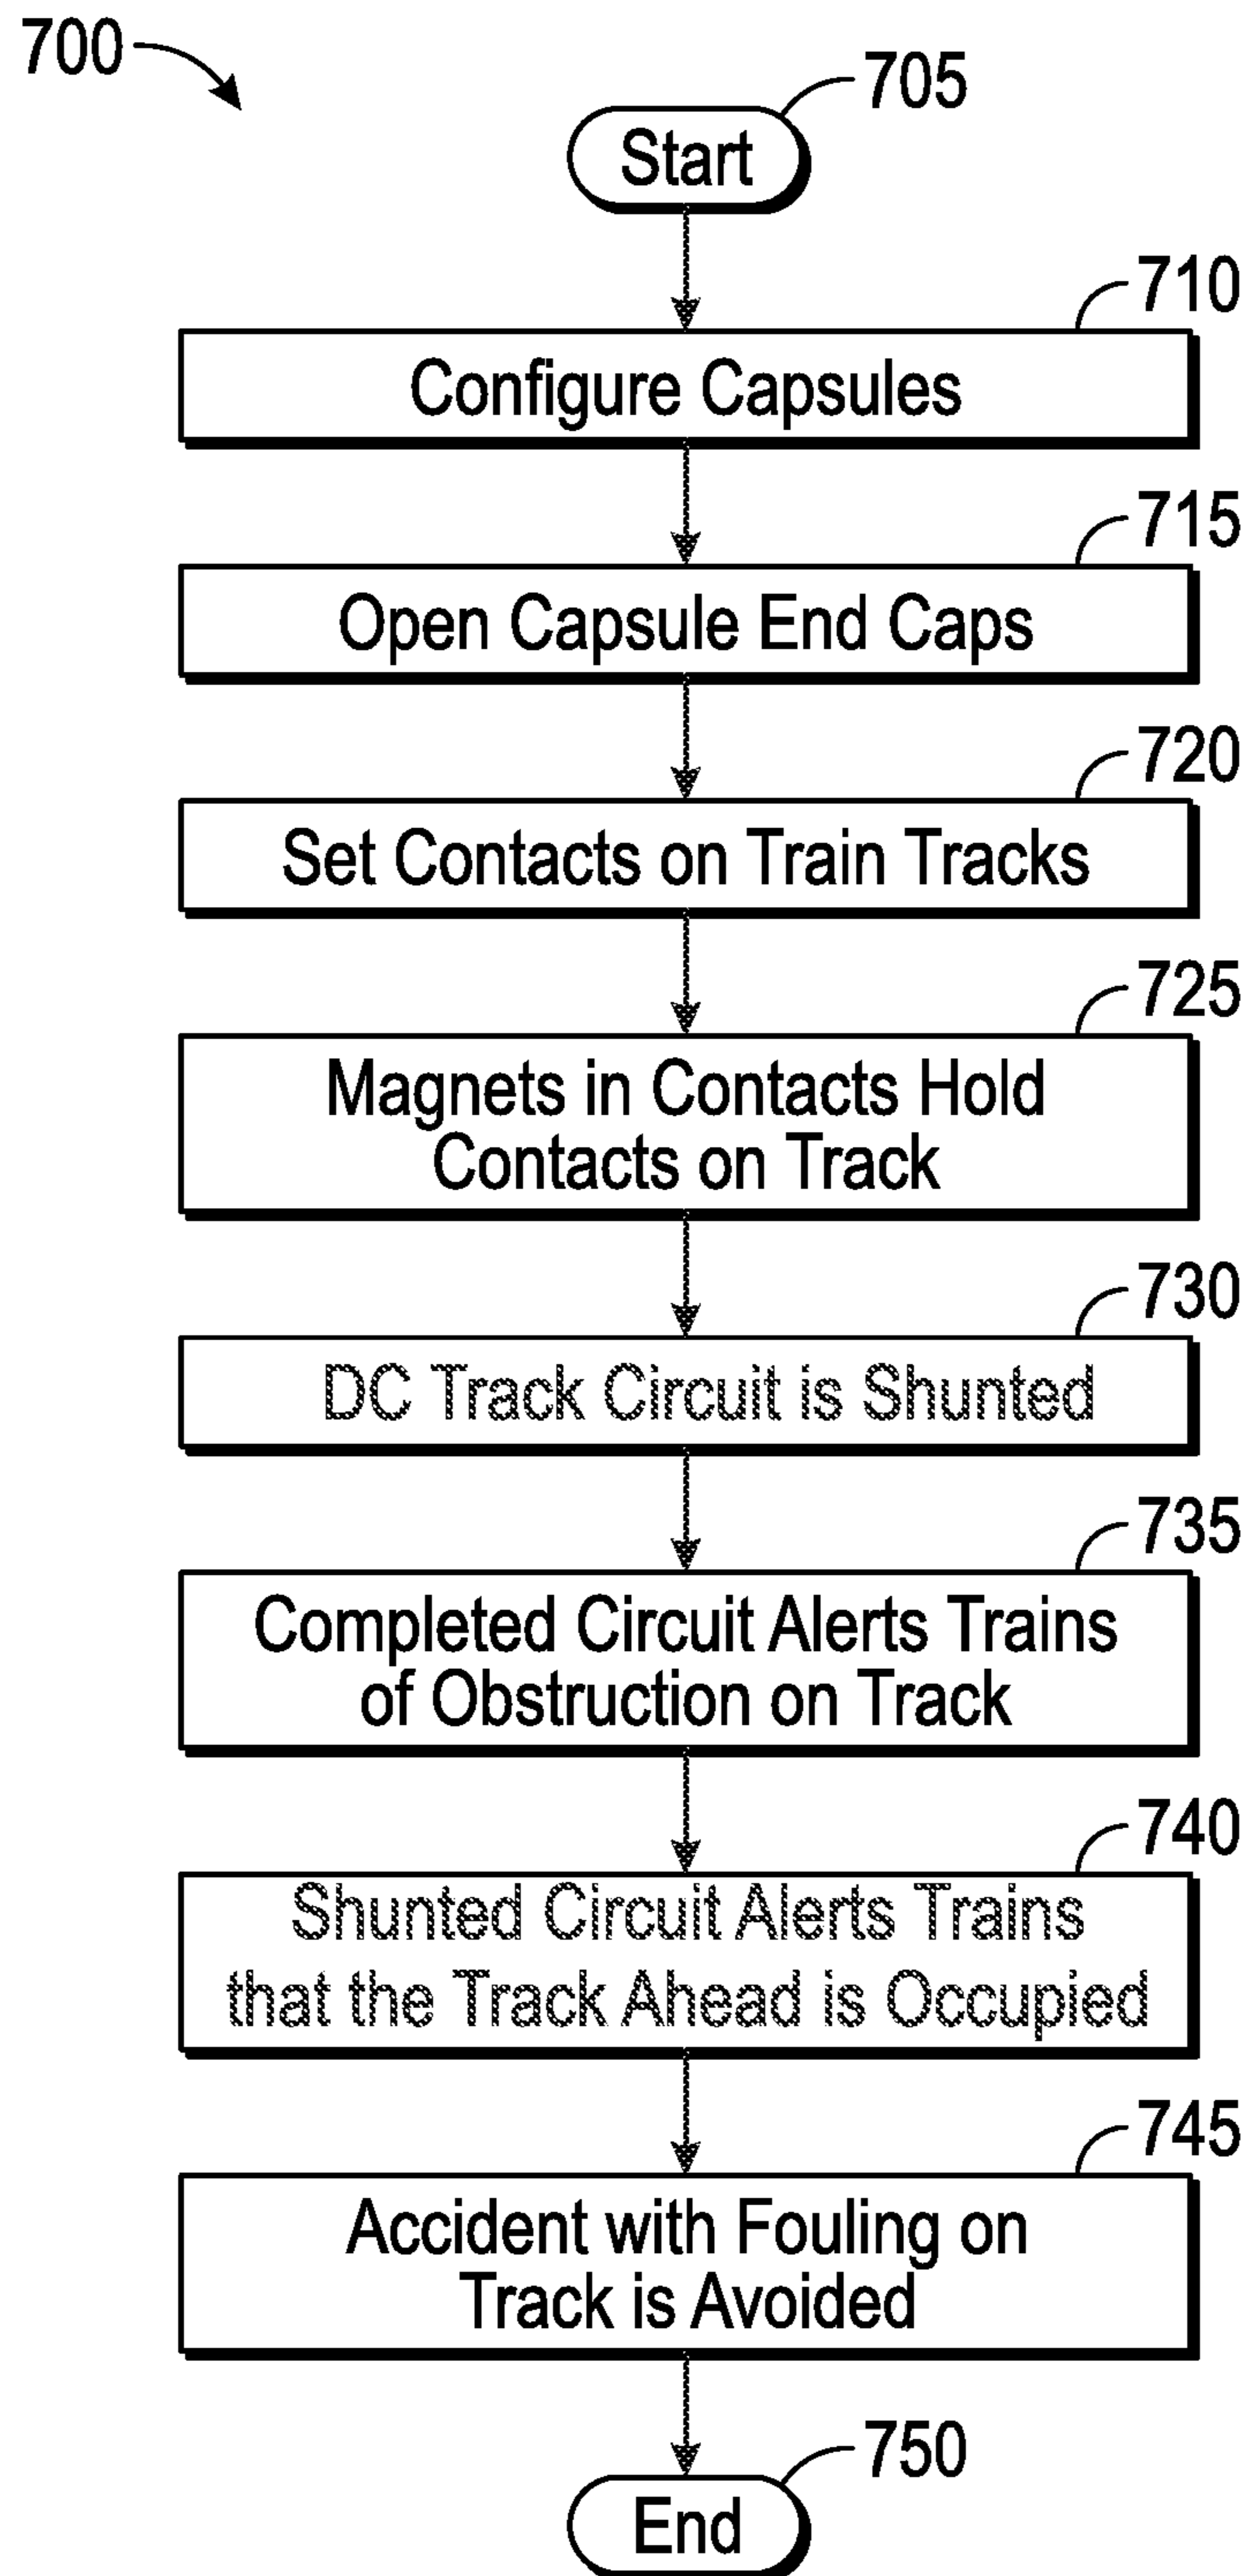 700
705
Start
710
Configure Capsules
715
Open Capsule End Caps
720
Set Contacts on Train Tracks
725
Magnets in Contacts Hold
Contacts on Track
730
DC Track Circuit is Shunted
735
Completed Circuit Alerts Trains
of Obstruction on Track
740
Shunted Circuit Alerts Trains
that the Track Ahead is Occupied
745
Accident with Fouling on
Track is Avoided
750
End